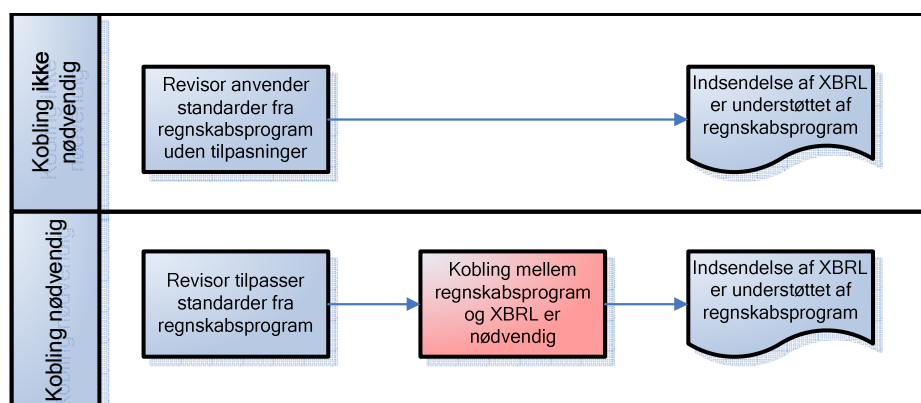 Kobling ikke
nødvendig
Revisor anvender
standarder fra
regnskabsprogram
uden tilpasninger
Indsendelse af XBRL
er understøttet af
regnskabsprogram
Kobling nødvendig
Revisor tilpasser
standarder fra
regnskabsprogram
Kobling mellem
regnskabsprogram
og XBRL er
nødvendig
Indsendelse af XBRL
er understøttet af
regnskabsprogram